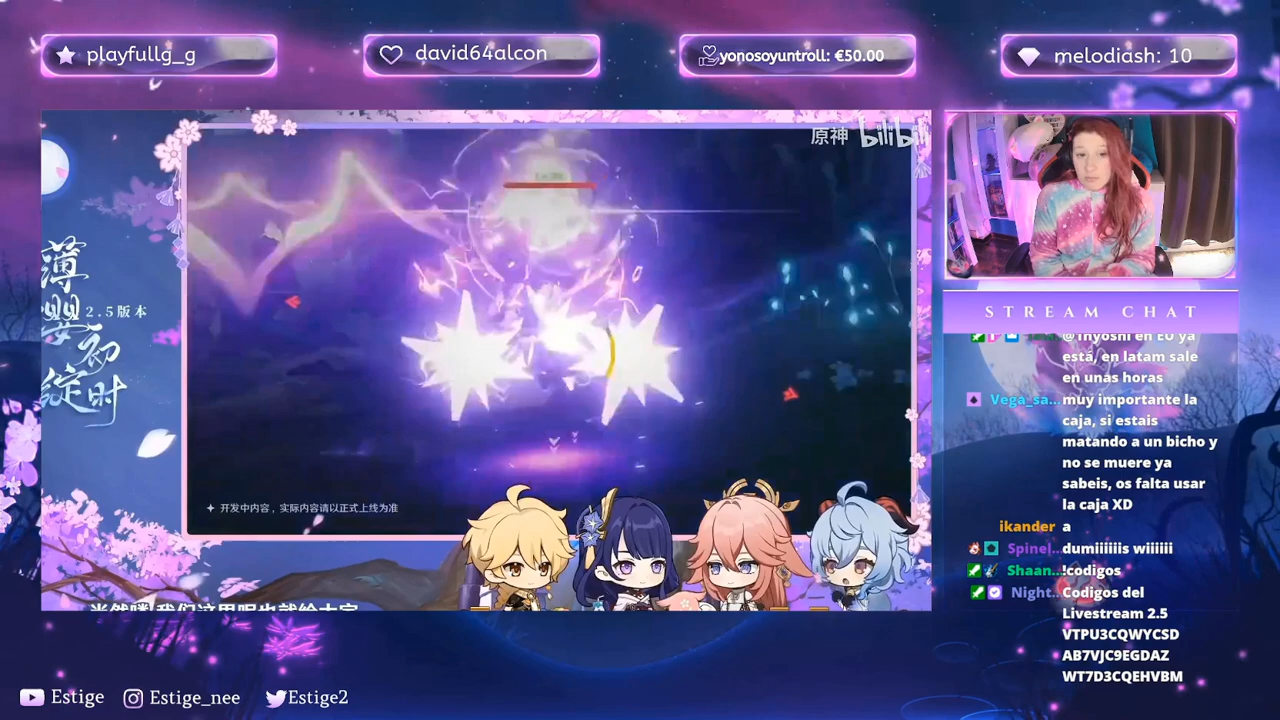 playfullg_g
david64alcon
yonosoyuntroll: €50.00
melodiash: 10
原神 bilibili
薄
樱
初
绽
时
2.5版本
开发中内容，实际内容请以正式上线为准
STREAM CHAT
@Inyoshi en EU ya
está, en latam sale
en unas horas
Vega_sa... muy importante la
caja, si estais
matando a un bicho y
no se muere ya
sabeis, os falta usar
la caja XD
ikander a
Spinel... dumiiiiiis wiiiiii
Shaan... !codigos
Night... Codigos del
Livestream 2.5
VTPU3CQWYCSD
AB7VJC9EGDAZ
WT7D3CQEHVBM
Estige
Estige_nee
Estige2